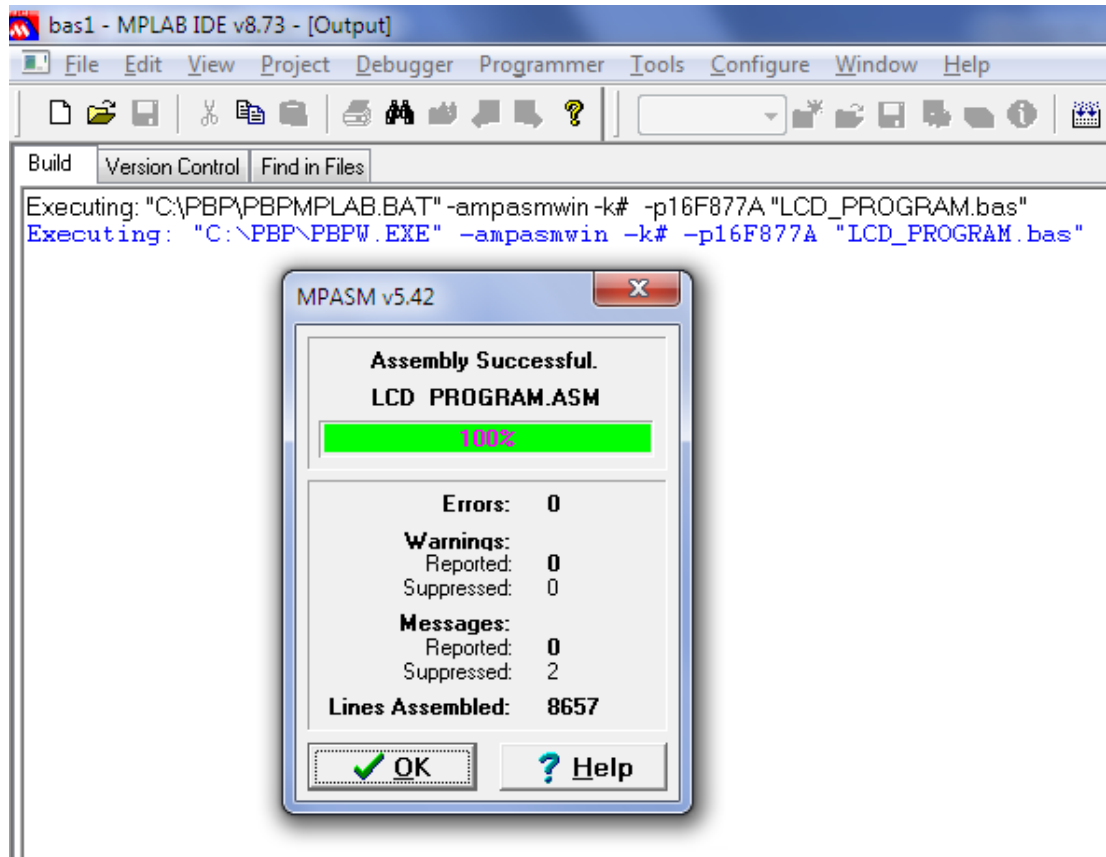 bas1 - MPLAB IDE v8.73 - [Output]
File Edit View Project Debugger Programmer Tools Configure Window Help
Build Version Control Find in Files
Executing: "C:\PBP\PBPMPLAB.BAT" -ampasmwin -k# -p16F877A "LCD_PROGRAM.bas"
Executing: "C:\PBP\PBPW.EXE" -ampasmwin -k# -p16F877A "LCD_PROGRAM.bas"
MPASM v5.42
Assembly Successful.
LCD PROGRAM.ASM
100%
Errors: 0
Warnings:
Reported: 0
Suppressed: 0
Messages:
Reported: 0
Suppressed: 2
Lines Assembled: 8657
OK ? Help